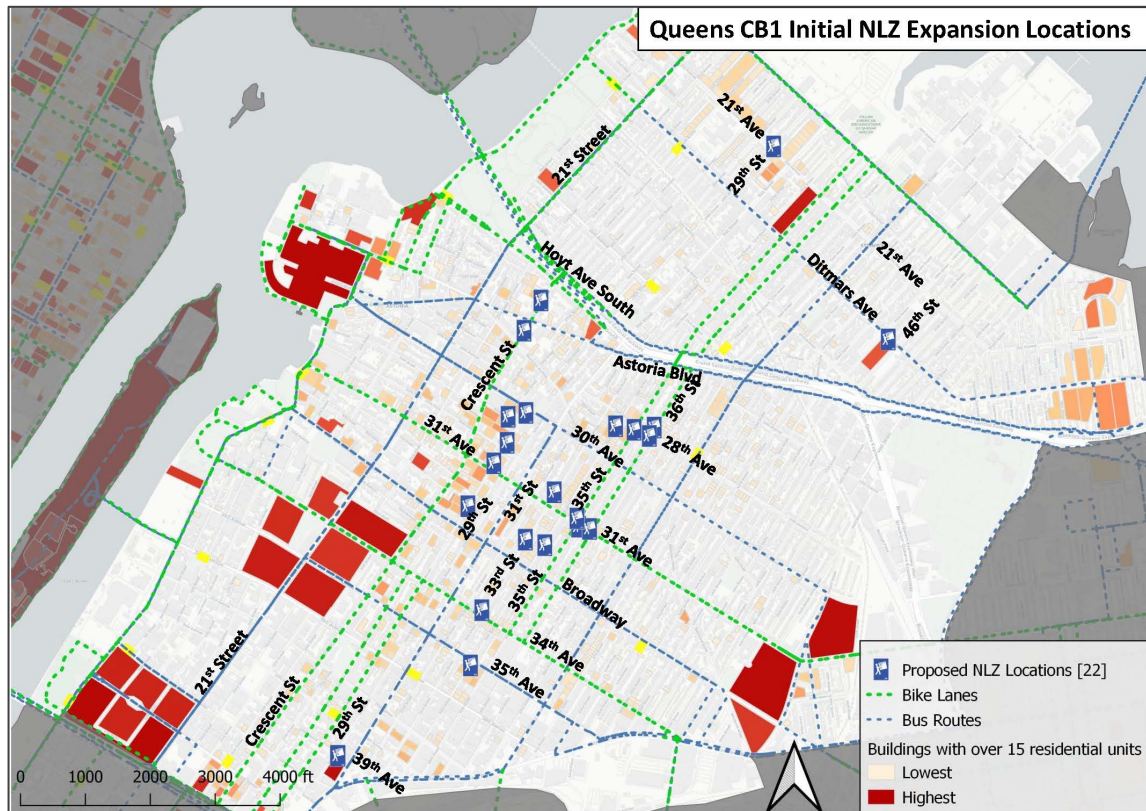 Queens CB1 Initial NLZ Expansion Locations
21st Ave
29th St
21st Street
21st Ave
Hoyt Ave South
Ditmars Ave
46th St
Astoria Blvd
Crescent St
36th St
31st Ave
30th Ave
28th Ave
35th St
31st St
29th St
31st Ave
33rd St
35th St
Broadway
34th Ave
21st Street
35th Ave
Crescent St
29th St
39th Ave
Proposed NLZ Locations [22]
Bike Lanes
Bus Routes
Buildings with over 15 residential units
Lowest
Highest
0 1000 2000 3000 4000 ft